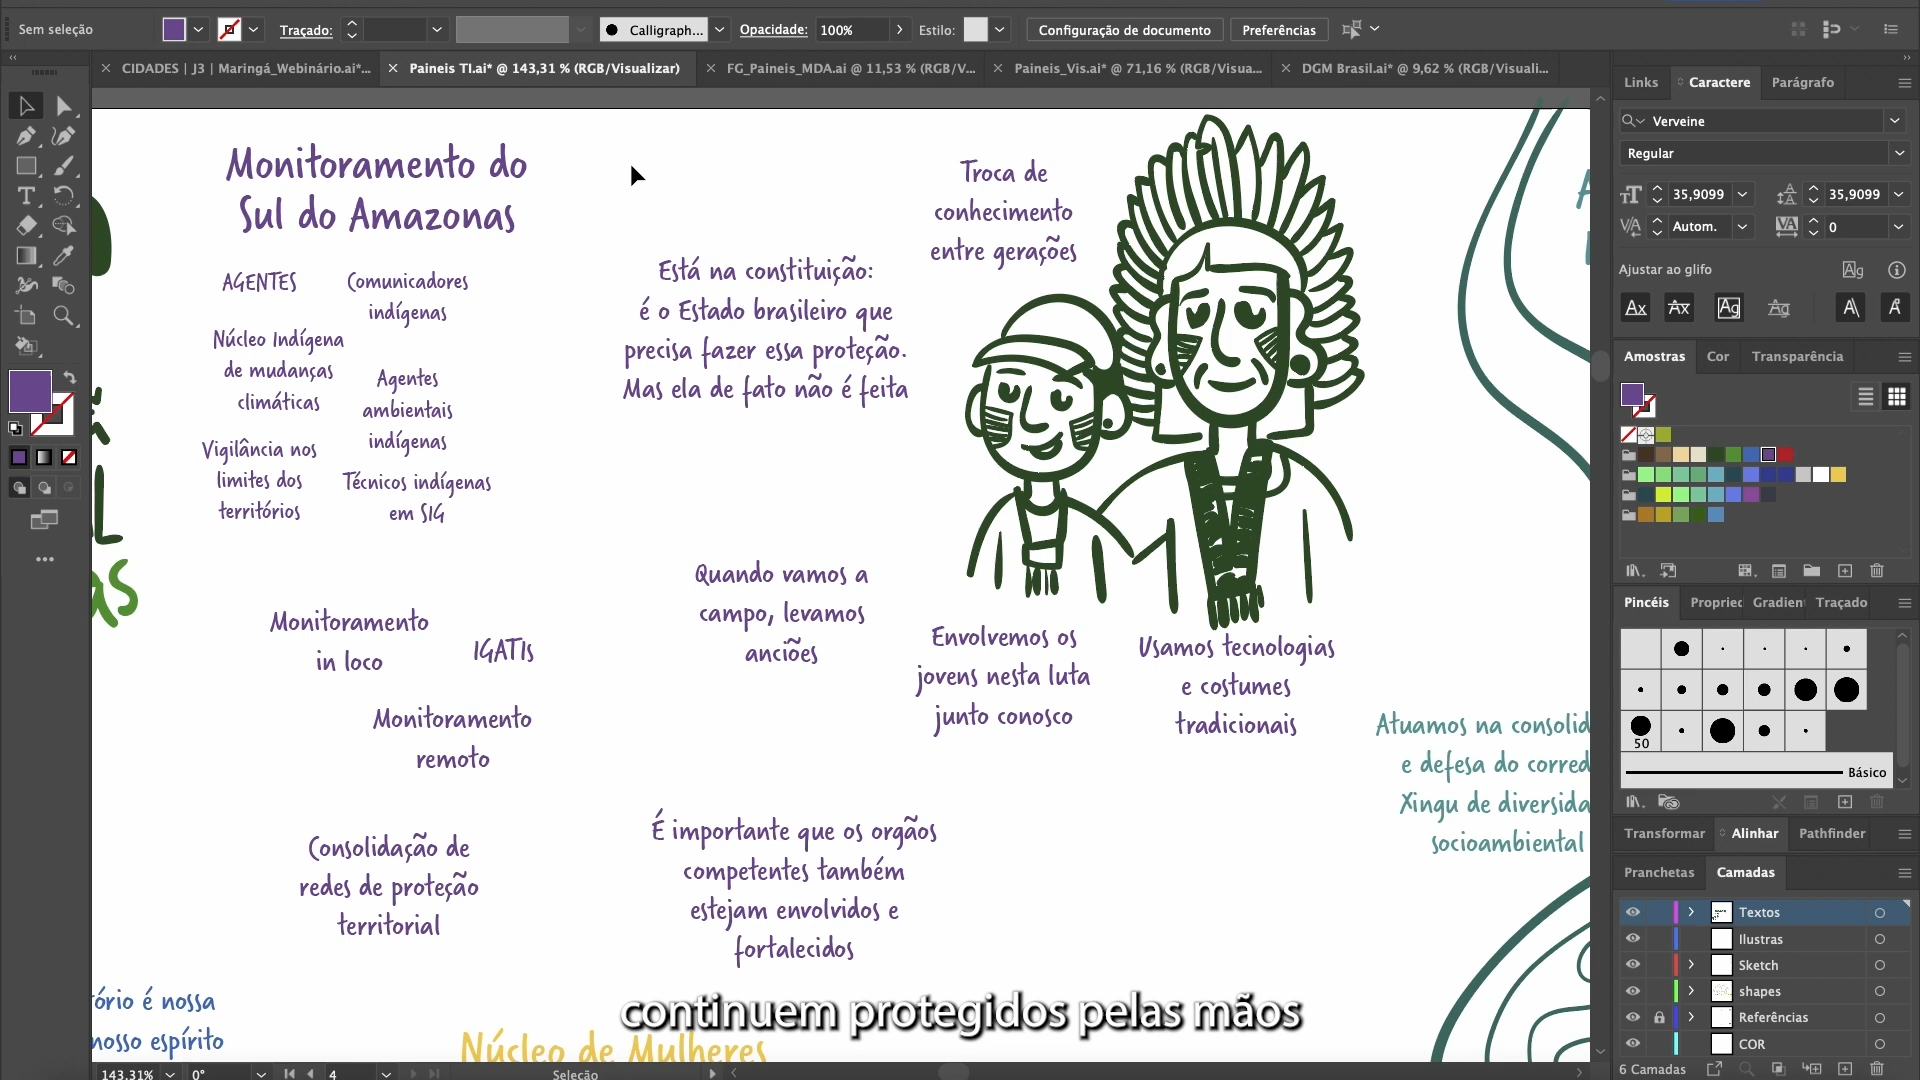 Sem seleção
Traçado:
Calligraph...
Opacidade:
100%
Estilo:
Configuração de documento
Preferências
CIDADES | J3 | Maringá_Webinário.ai*...
Paineis TI.ai* @ 143,31 % (RGB/Visualizar)
FG_Paineis_MDA.ai @ 11,53 % (RGB/V...
Paineis_Vis.ai* @ 71,16 % (RGB/Visua...
DGM Brasil.ai* @ 9,62 % (RGB/Visuali...
Monitoramento do
Sul do Amazonas
AGENTES
Comunicadores
indígenas
Núcleo Indígena
de mudanças
climáticas
Agentes
ambientais
indígenas
Vigilância nos
limites dos
territórios
Técnicos indígenas
em SIG
Está na constituição:
é o Estado brasileiro que
precisa fazer essa proteção.
Mas ela de fato não é feita
Troca de
conhecimento
entre gerações
Monitoramento
in loco
IGATIs
Monitoramento
remoto
Quando vamos a
campo, levamos
anciões
Envolvemos os
jovens nesta luta
junto conosco
Usamos tecnologias
e costumes
tradicionais
Atuamos na consolid
e defesa do corred
Xingu de diversida
socioambiental
Consolidação de
redes de proteção
territorial
É importante que os orgãos
competentes também
estejam envolvidos e
fortalecidos
tório é nossa
nosso espírito
continuem protegidos pelas mãos
Núcleo de Mulheres
143,31%
0°
4
Seleção
Links
Caractere
Parágrafo
Verveine
Regular
35,9099
35,9099
Autom.
0
Ajustar ao glifo
Amostras
Cor
Transparência
Pincéis
Propried
Gradien
Traçado
50
Básico
Transformar
Alinhar
Pathfinder
Pranchetas
Camadas
Textos
Ilustras
Sketch
shapes
Referências
COR
6 Camadas